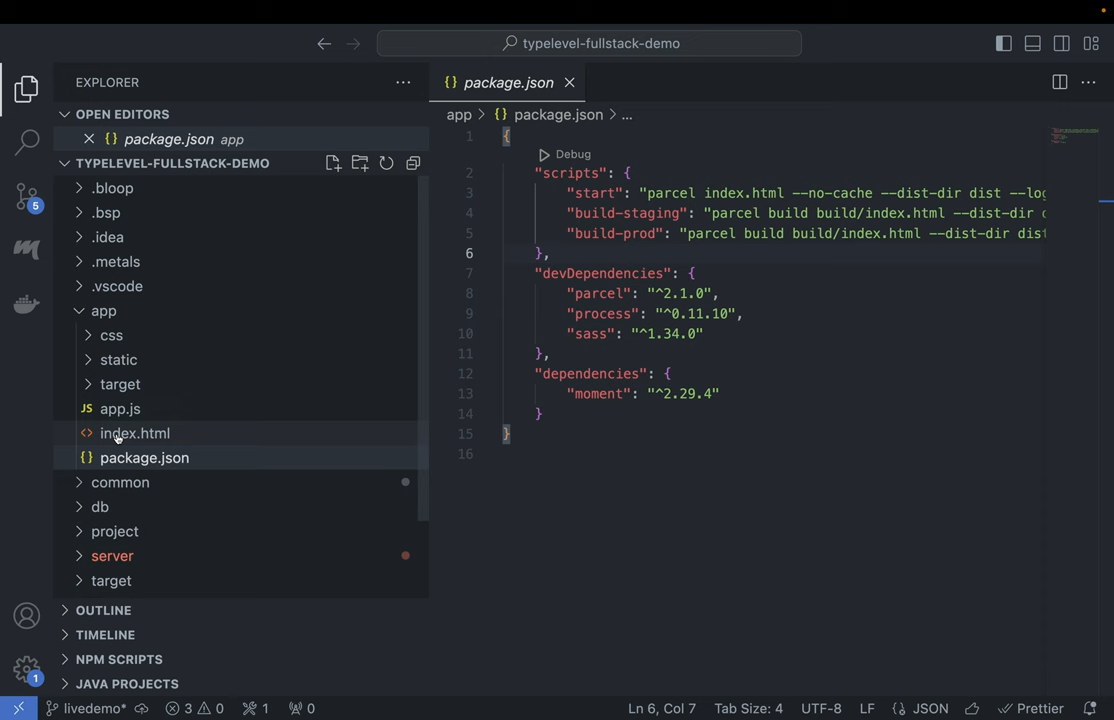 typelevel-fullstack-demo
EXPLORER
OPEN EDITORS
package.json app
TYPELEVEL-FULLSTACK-DEMO
.bloop
.bsp
.idea
.metals
.vscode
app
css
static
target
JS app.js
<> index.html
{} package.json
common
db
project
server
target
OUTLINE
TIMELINE
NPM SCRIPTS
JAVA PROJECTS
5
1
{} package.json
app > {} package.json > ...
1 {
Debug
2 "scripts": {
3 "start": "parcel index.html --no-cache --dist-dir dist --log
4 "build-staging": "parcel build build/index.html --dist-dir d
5 "build-prod": "parcel build build/index.html --dist-dir dist
6 },
7 "devDependencies": {
8 "parcel": "^2.1.0",
9 "process": "^0.11.10",
10 "sass": "^1.34.0"
11 },
12 "dependencies": {
13 "moment": "^2.29.4"
14 }
15 }
16
livedemo* 3 0 1 0 Ln 6, Col 7 Tab Size: 4 UTF-8 LF {} JSON Prettier